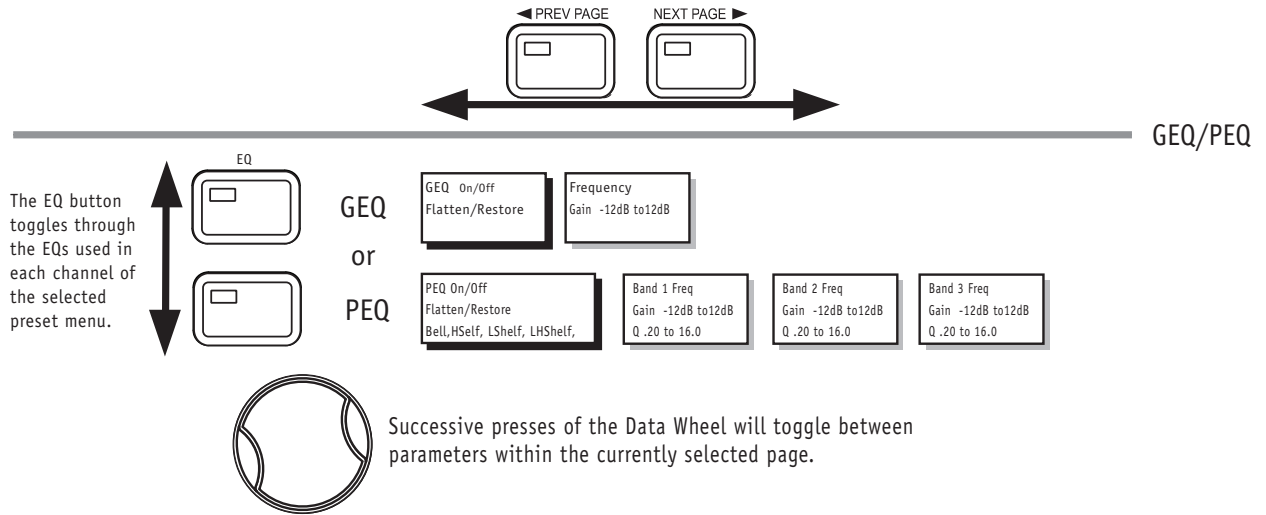 ◄ PREV PAGE NEXT PAGE ►
GEQ/PEQ
EQ
The EQ button
toggles through
the EQs used in
each channel of
the selected
preset menu.
GEQ
or
PEQ
GEQ On/Off
Flatten/Restore
Frequency
Gain -12dB to12dB
PEQ On/Off
Flatten/Restore
Bell,HSelf, LShelf, LHShelf,
Band 1 Freq
Gain -12dB to12dB
Q .20 to 16.0
Band 2 Freq
Gain -12dB to12dB
Q .20 to 16.0
Band 3 Freq
Gain -12dB to12dB
Q .20 to 16.0
Successive presses of the Data Wheel will toggle between
parameters within the currently selected page.